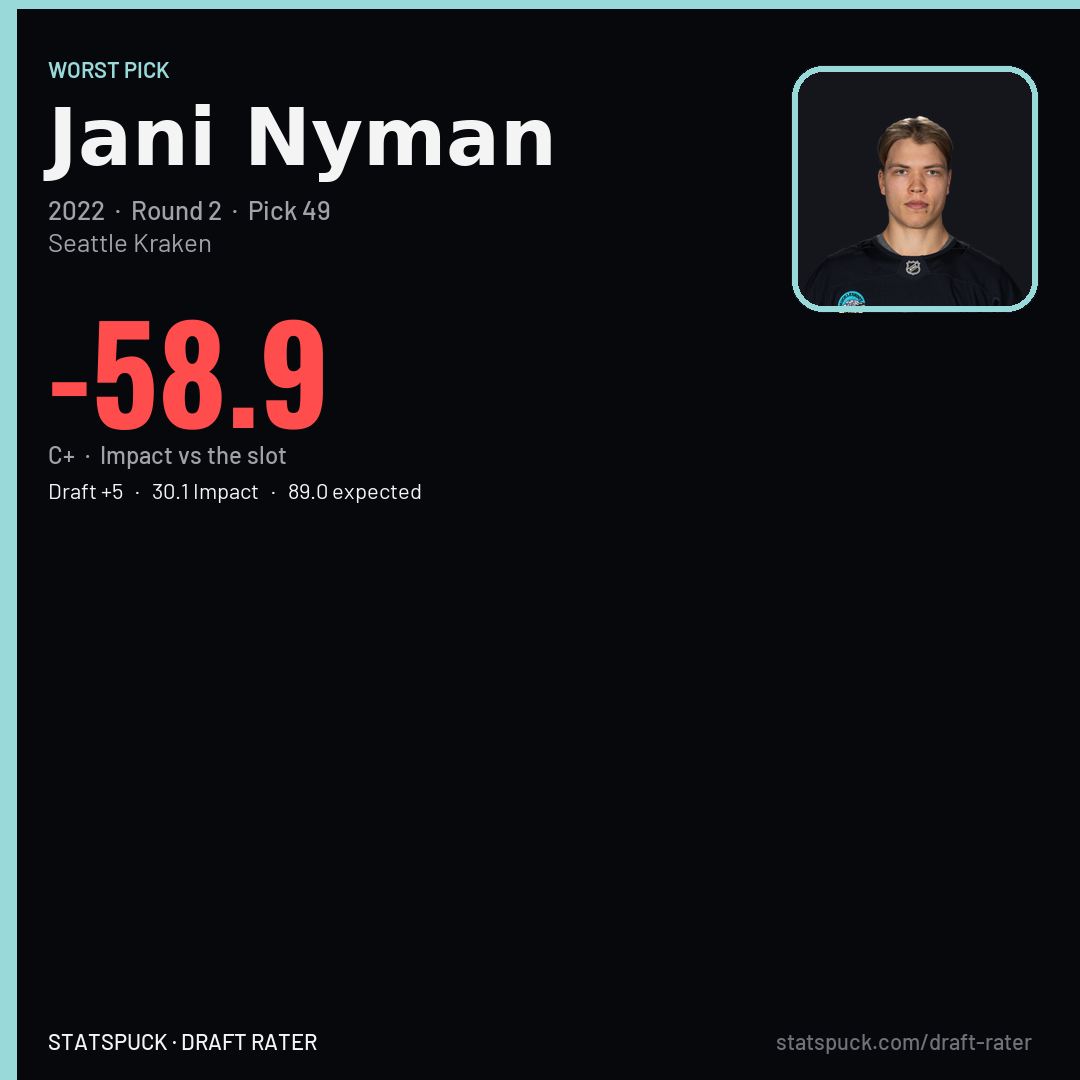 WORST PICK
Jani Nyman
2022 · Round 2 · Pick 49
Seattle Kraken
-58.9
C+ · Impact vs the slot
Draft +5 · 30.1 Impact · 89.0 expected
STATSPUCK · DRAFT RATER
statspuck.com/draft-rater